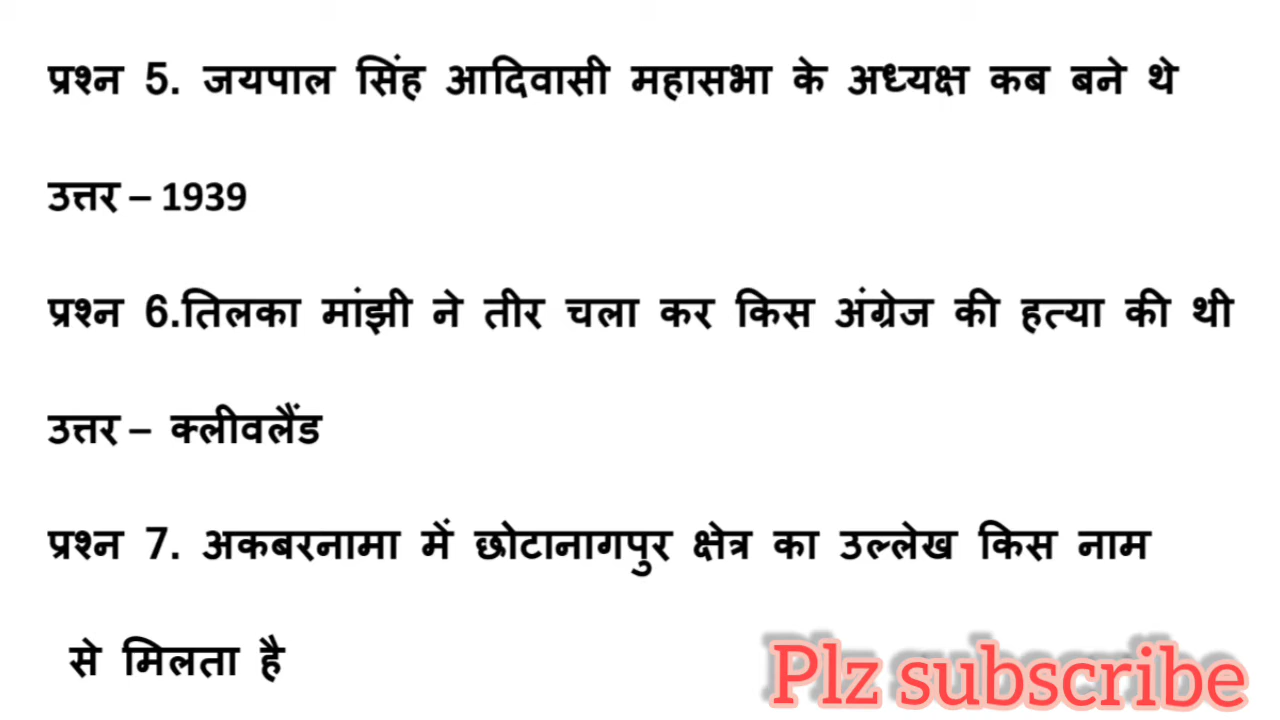 प्रश्न 5. जयपाल सिंह आदिवासी महासभा के अध्यक्ष कब बने थे
उत्तर – 1939
प्रश्न 6.तिलका मांझी ने तीर चला कर किस अंग्रेज की हत्या की थी
उत्तर – क्लीवलैंड
प्रश्न 7. अकबरनामा में छोटानागपुर क्षेत्र का उल्लेख किस नाम
से मिलता है
Plz subscribe